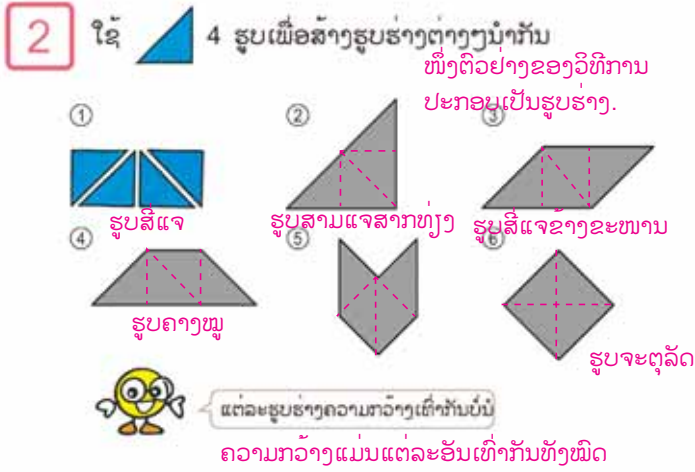 2 ໃຊ້ 4 ຮູບເພື່ອສ້າງຮູບຮ່າງຕ່າງໆນຳກັນ
ໜຶ່ງຕົວຢ່າງຂອງວິທີການ
ປະກອບເປັນຮູບຮ່າງ.
① ② ③
ຮູບສີ່ແຈ ຮູບສາມແຈສາກທ່ຽງ ຮູບສີ່ແຈຂ້າງຂະໜານ
④ ⑤ ⑥
ຮູບຄາງໝູ
ຮູບຈະຕຸລັດ
ແຕ່ລະຮູບຮ່າງຄວາມກວ້າງເທົ່າກັນບໍ່ນໍ
ຄວາມກວ້າງແມ່ນແຕ່ລະອັນເທົ່າກັນທັງໝົດ